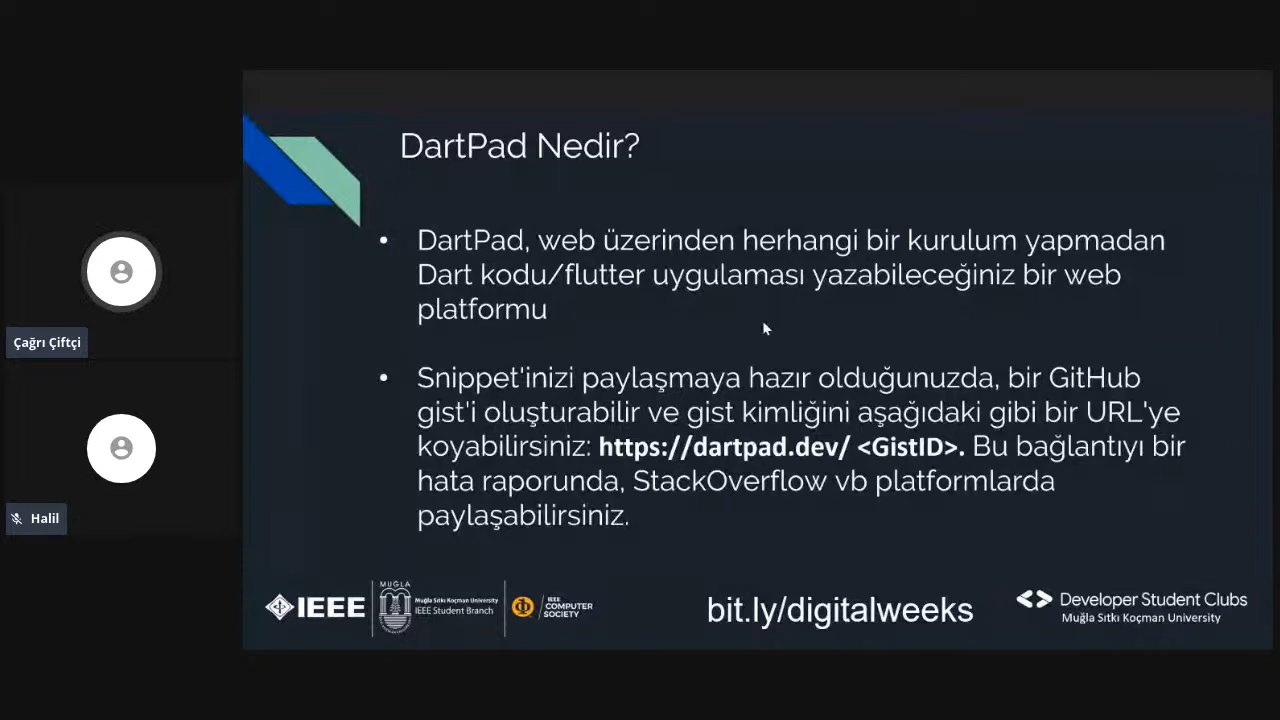 DartPad Nedir?
• DartPad, web üzerinden herhangi bir kurulum yapmadan
Dart kodu/flutter uygulaması yazabileceğiniz bir web
platformu
• Snippet'inizi paylaşmaya hazır olduğunuzda, bir GitHub
gist'i oluşturabilir ve gist kimliğini aşağıdaki gibi bir URL'ye
koyabilirsiniz: https://dartpad.dev/ <GistID>. Bu bağlantıyı bir
hata raporunda, StackOverflow vb platformlarda
paylaşabilirsiniz.
Çağrı Çiftçi
Halil
IEEE
MUĞLA
Muğla Sıtkı Koçman University
IEEE Student Branch
IEEE
COMPUTER
SOCIETY
bit.ly/digitalweeks
Developer Student Clubs
Muğla Sıtkı Koçman University